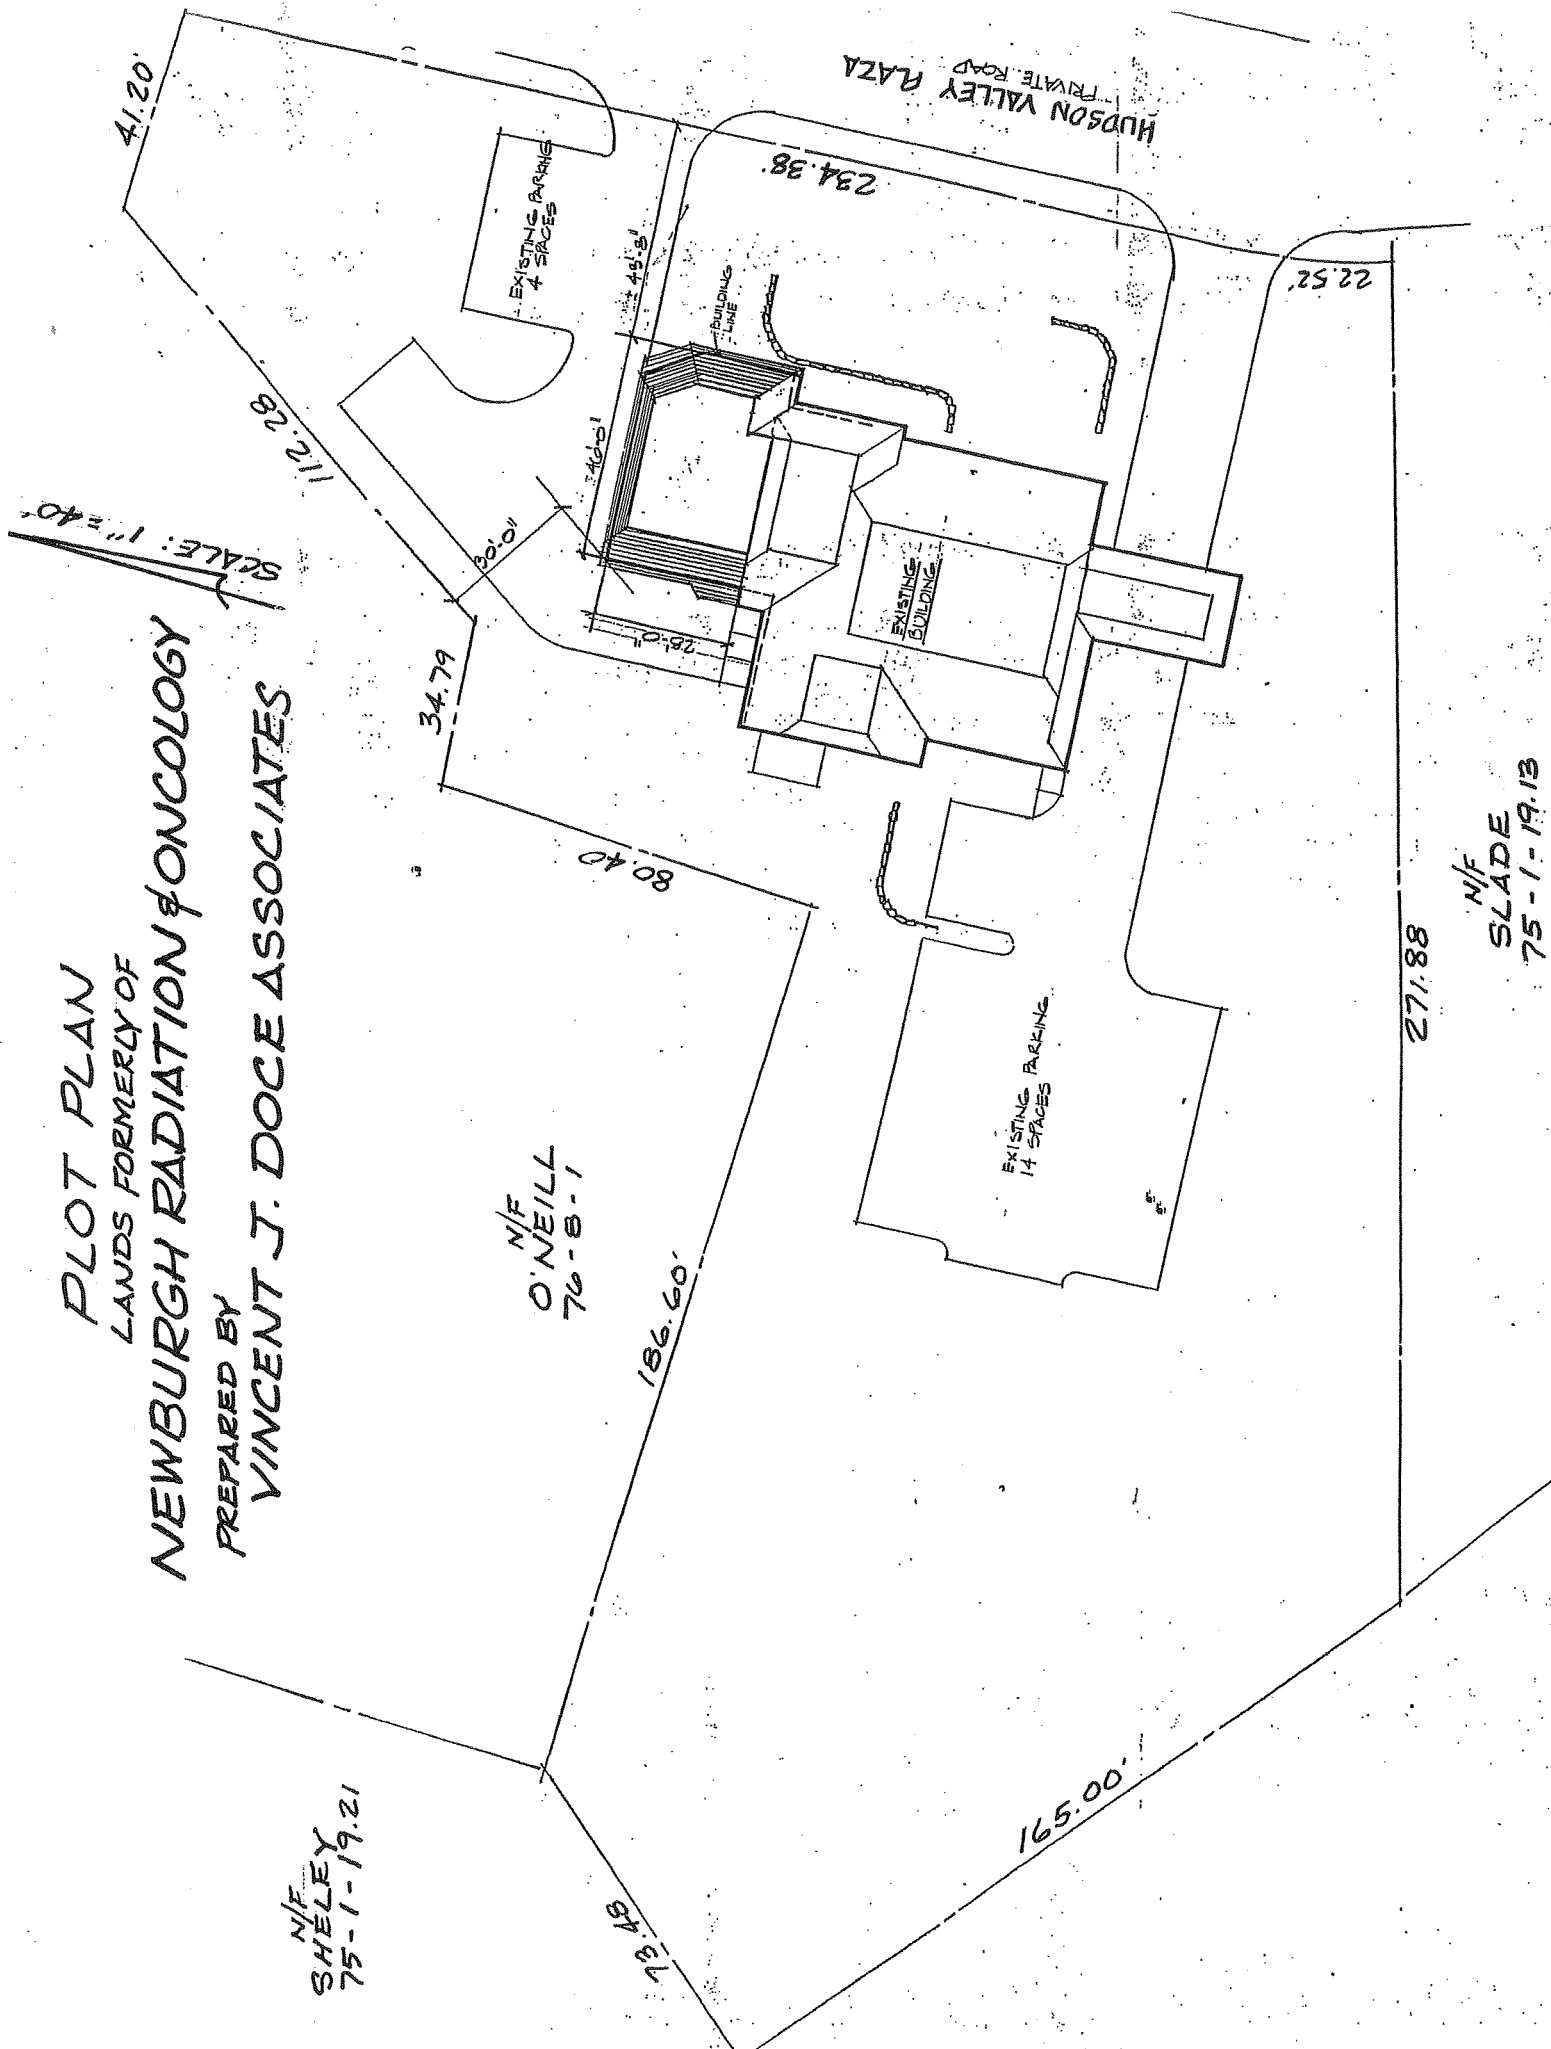 PLOT PLAN
LANDS FORMERLY OF
NEWBURGH RADIATION & ONCOLOGY
PREPARED BY
VINCENT J. DOCE ASSOCIATES
SCALE: 1"=40'
N/F
SHELEY
75-1-19.21
N/F
O'NEILL
76-8-1
N/F
SLADE
75-1-19.13
HUDSON VALLEY PLAZA
PRIVATE ROAD
41.20'
112.28
34.79
80.40
186.60'
73.48
165.00'
271.88
22.52'
234.38'
EXISTING PARKING
4 SPACES
48'-8"
BUILDING
LINE
46'-0"
30'-0"
28'-0"
EXISTING
BUILDING
EXISTING PARKING
14 SPACES